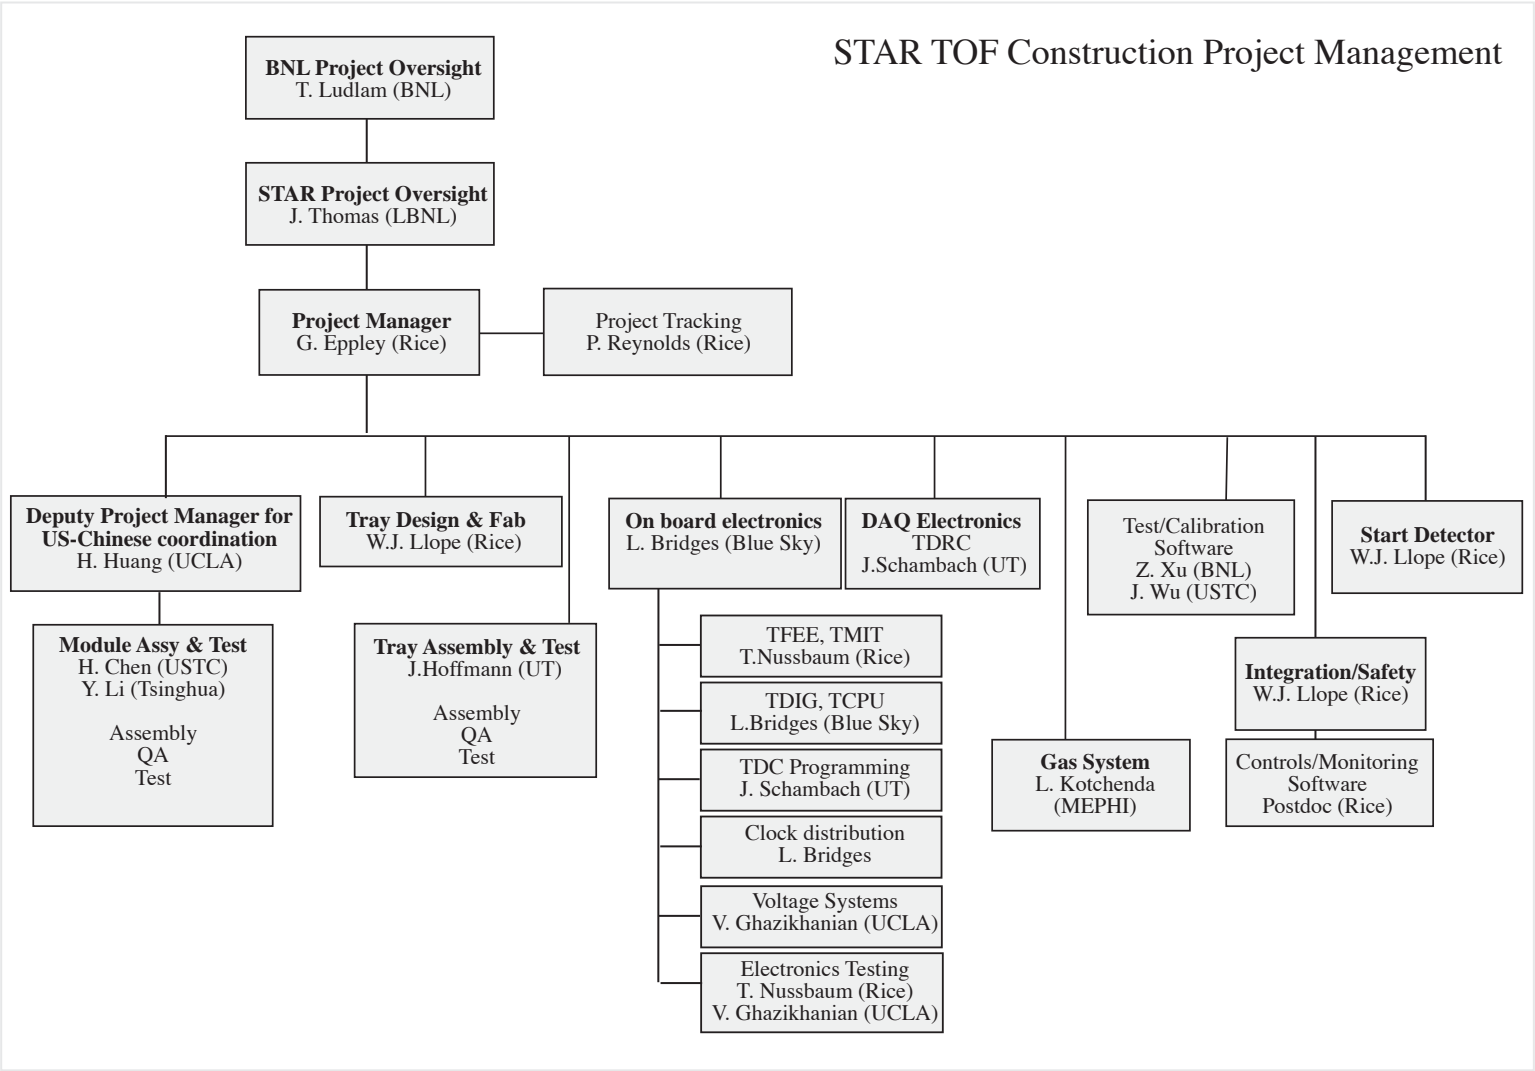 STAR TOF Construction Project Management
BNL Project Oversight
T. Ludlam (BNL)
STAR Project Oversight
J. Thomas (LBNL)
Project Manager
G. Eppley (Rice)
Project Tracking
P. Reynolds (Rice)
Deputy Project Manager for
US-Chinese coordination
H. Huang (UCLA)
Module Assy & Test
H. Chen (USTC)
Y. Li (Tsinghua)
Assembly
QA
Test
Tray Design & Fab
W.J. Llope (Rice)
Tray Assembly & Test
J.Hoffmann (UT)
Assembly
QA
Test
On board electronics
L. Bridges (Blue Sky)
TFEE, TMIT
T.Nussbaum (Rice)
TDIG, TCPU
L.Bridges (Blue Sky)
TDC Programming
J. Schambach (UT)
Clock distribution
L. Bridges
Voltage Systems
V. Ghazikhanian (UCLA)
Electronics Testing
T. Nussbaum (Rice)
V. Ghazikhanian (UCLA)
DAQ Electronics
TDRC
J.Schambach (UT)
Gas System
L. Kotchenda
(MEPHI)
Test/Calibration
Software
Z. Xu (BNL)
J. Wu (USTC)
Integration/Safety
W.J. Llope (Rice)
Controls/Monitoring
Software
Postdoc (Rice)
Start Detector
W.J. Llope (Rice)